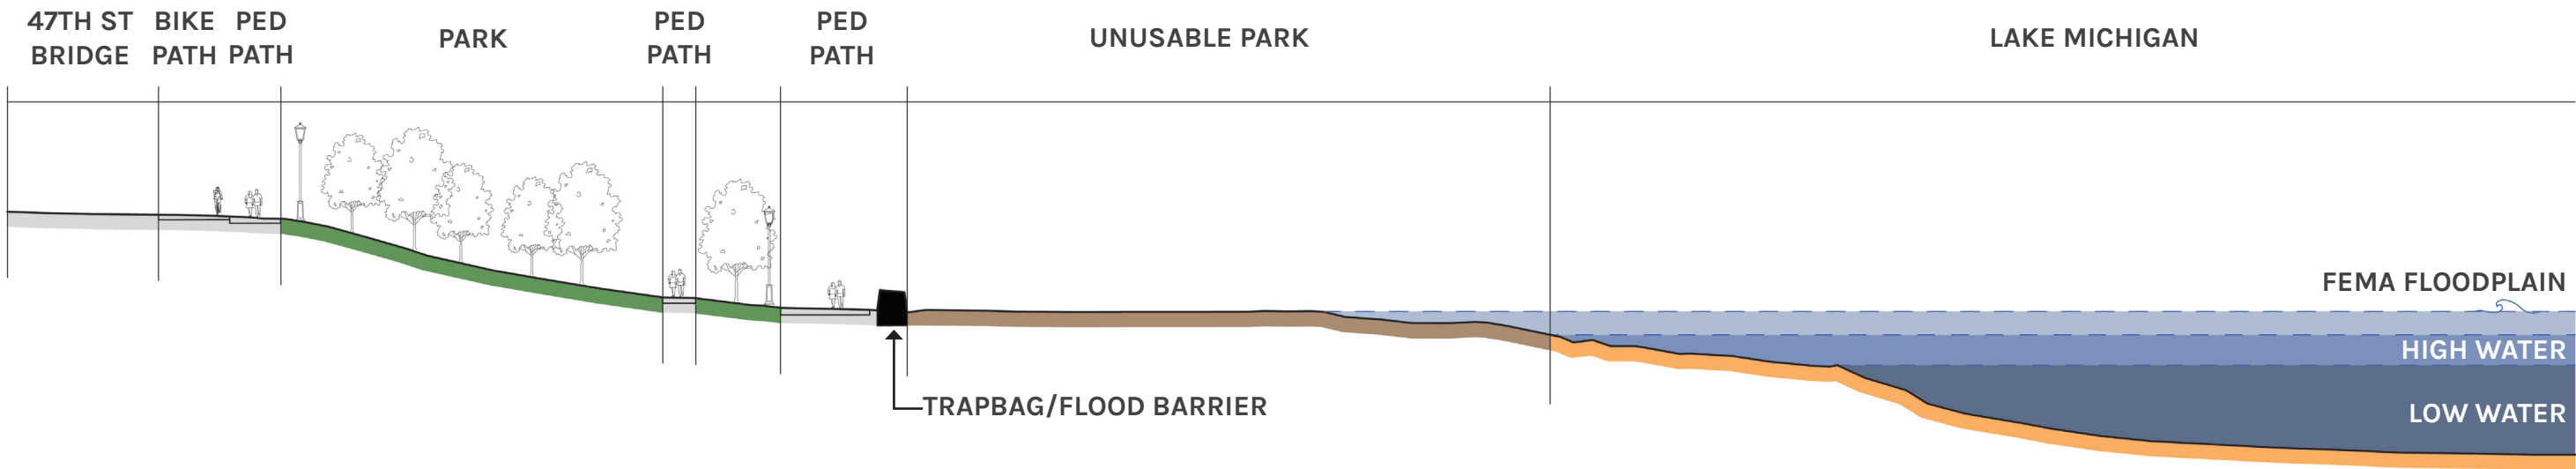 47TH ST
BRIDGE
BIKE
PATH
PED
PATH
PARK
PED
PATH
PED
PATH
UNUSABLE PARK
LAKE MICHIGAN
FEMA FLOODPLAIN
HIGH WATER
TRAPBAG/FLOOD BARRIER
LOW WATER